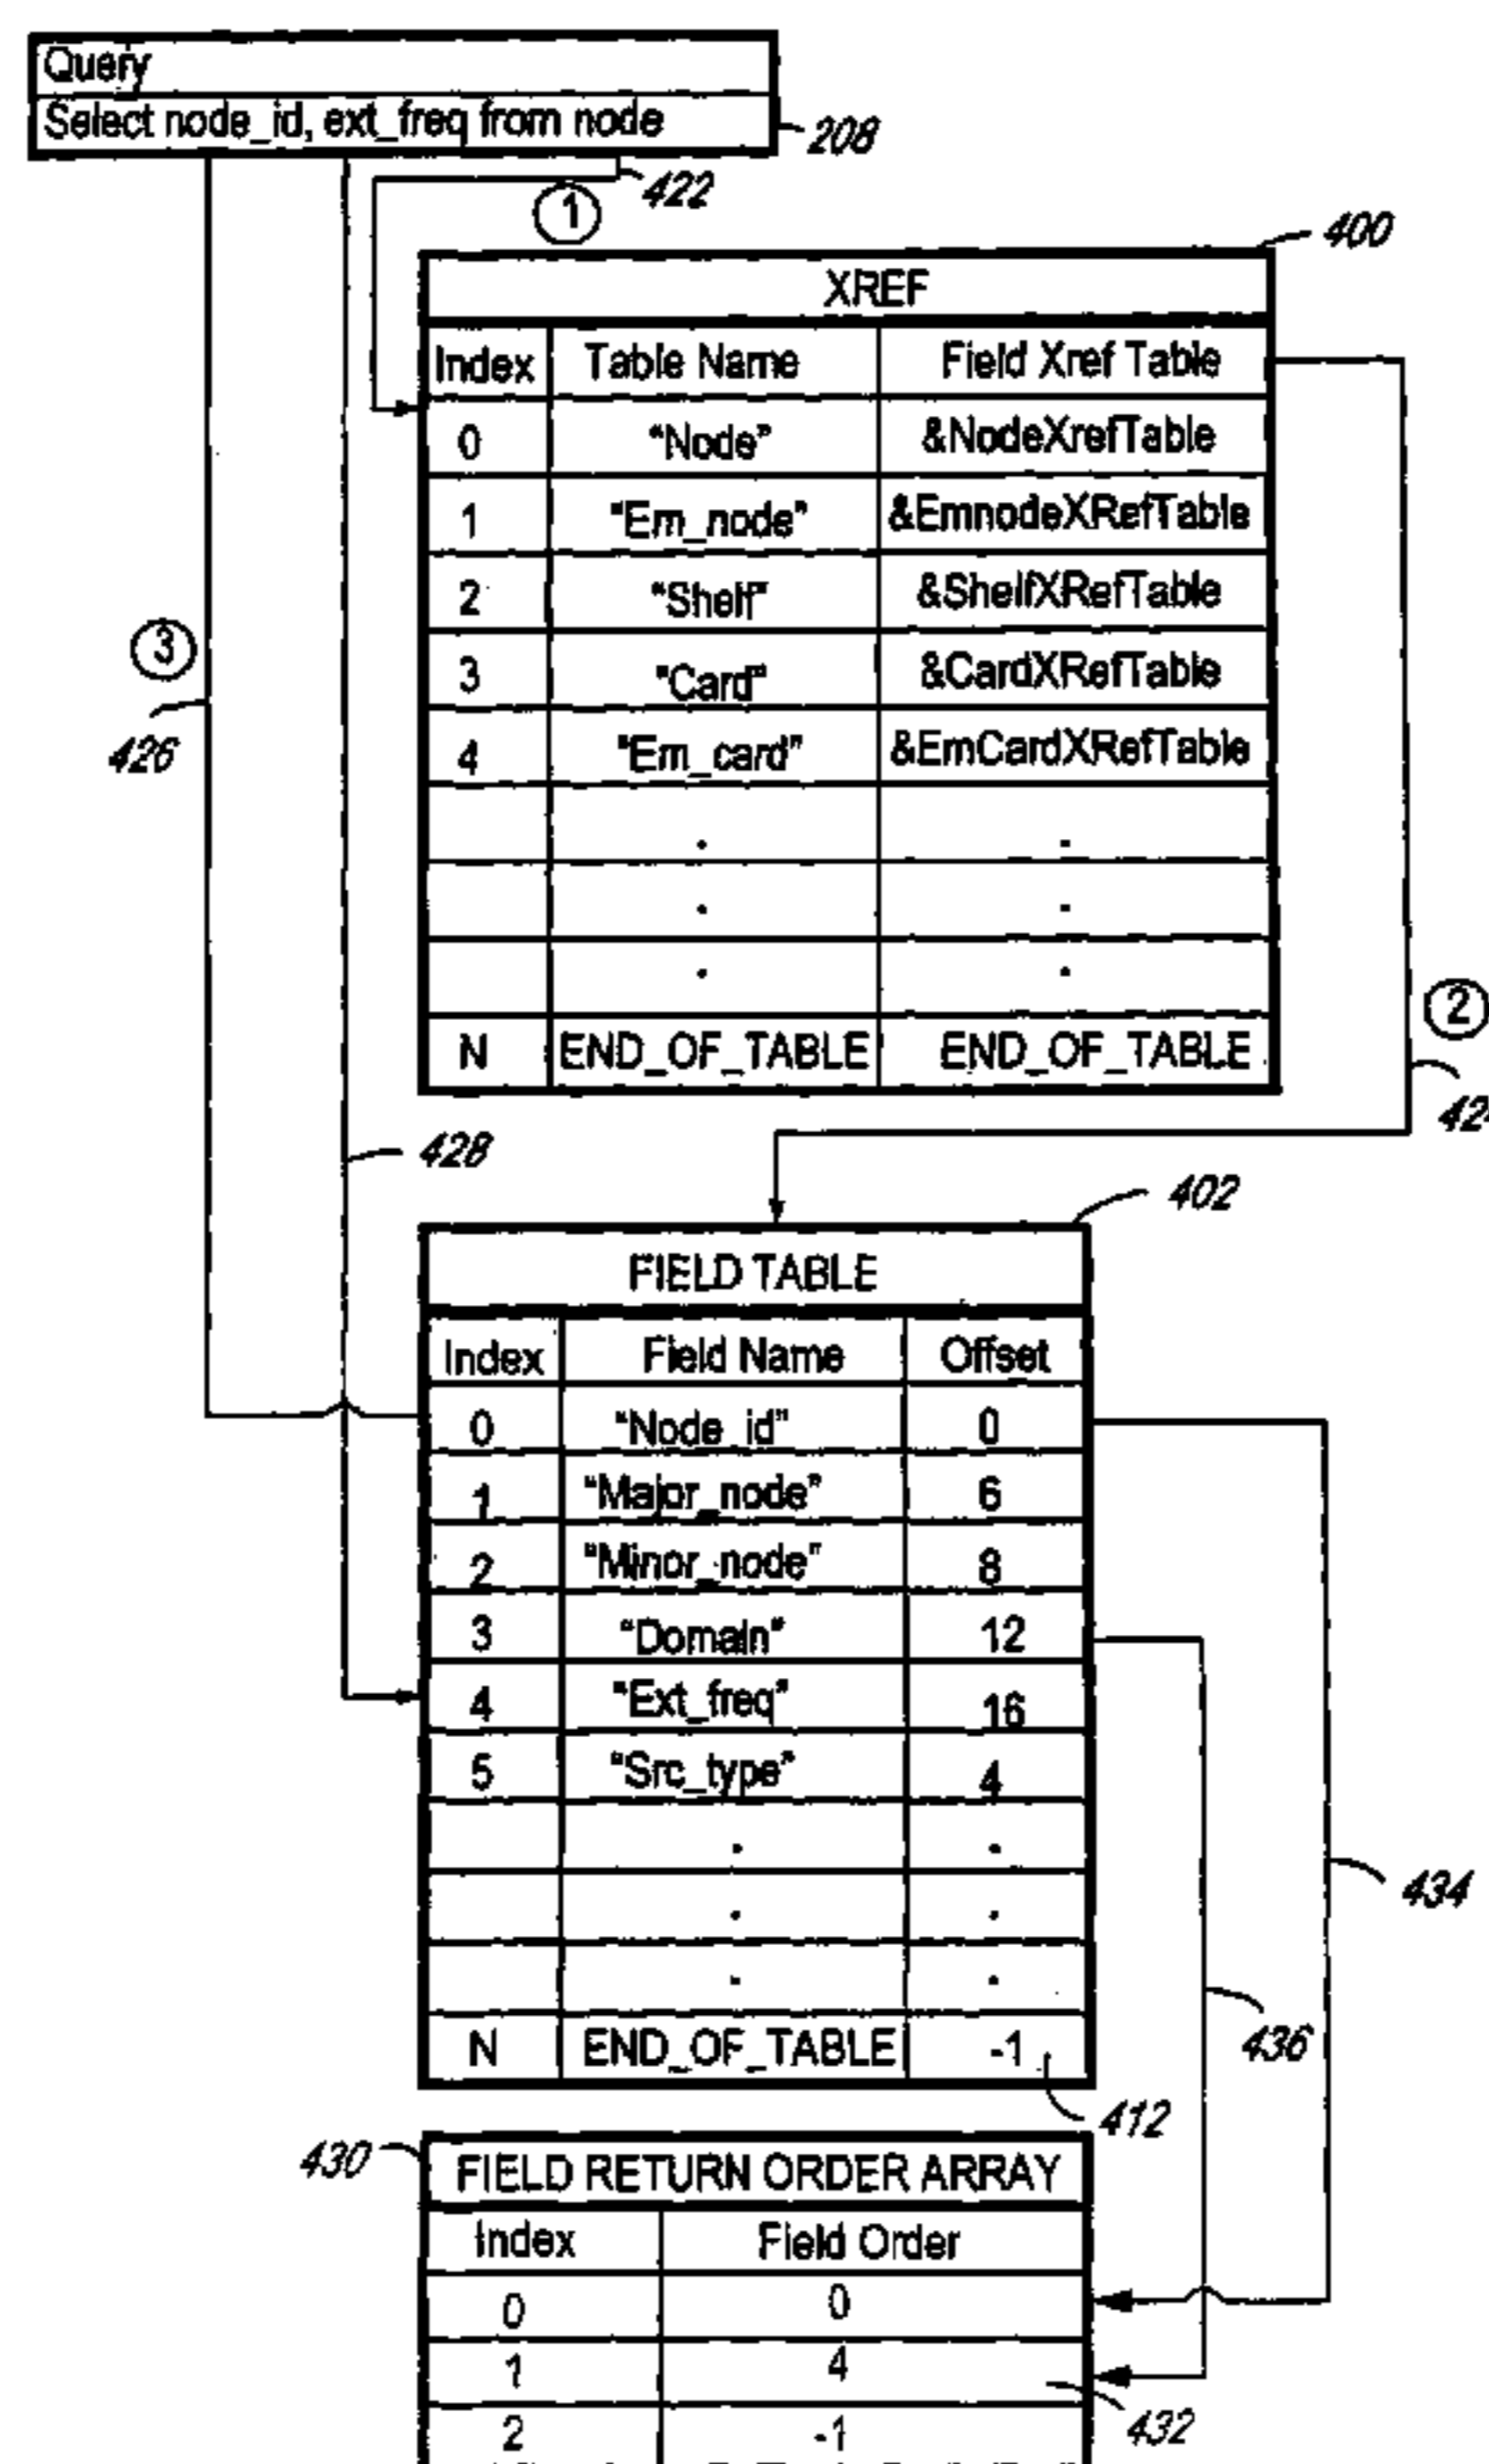 Query
Select node_id, ext_freq from node
208
422
1
400
XREF
Index Table Name Field Xref Table
0 "Node" &NodeXrefTable
1 "Em_node" &EmnodeXRefTable
2 "Shelf" &ShelfXRefTable
3 "Card" &CardXRefTable
4 "Em_card" &EmCardXRefTable
3
426
N END_OF_TABLE END_OF_TABLE
2
428
402
FIELD TABLE
Index Field Name Offset
0 "Node_id" 0
1 "Major_node" 6
2 "Minor_node" 8
3 "Domain" 12
4 "Ext_freq" 16
5 "Src_type" 4
434
436
N END_OF_TABLE -1
412
430
FIELD RETURN ORDER ARRAY
Index Field Order
0 0
1 4
432
2 -1